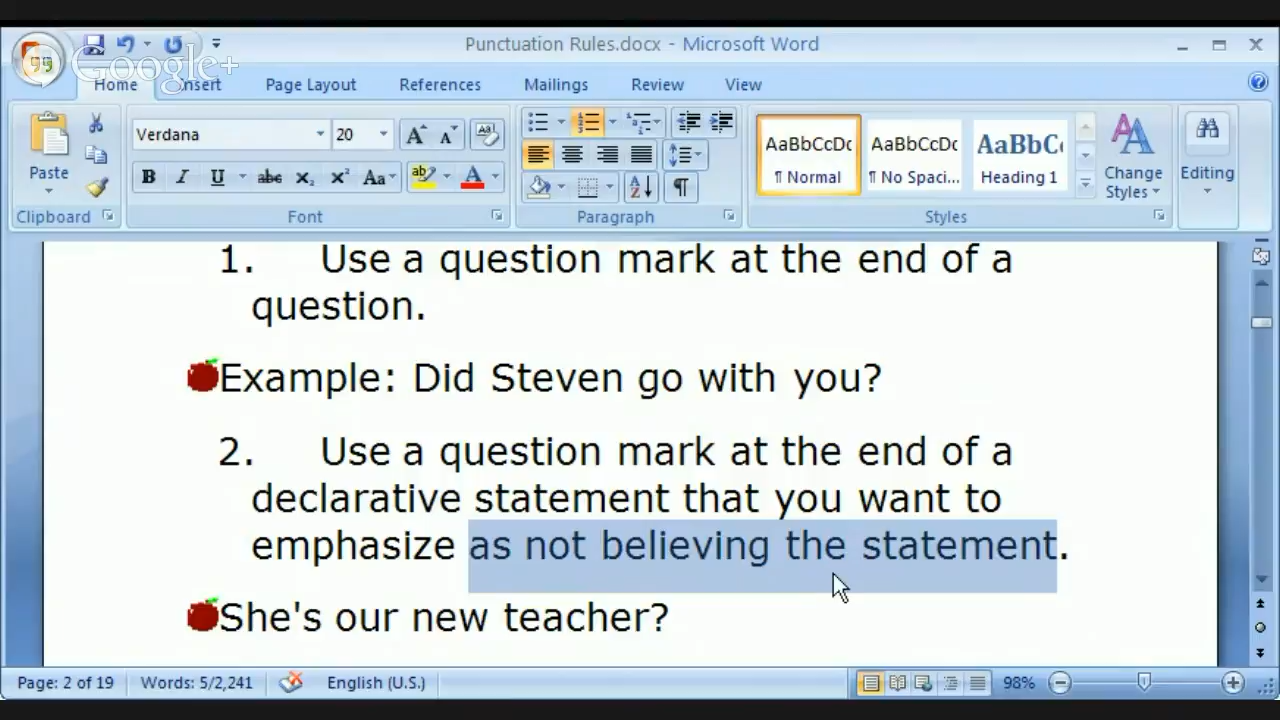 Punctuation Rules.docx - Microsoft Word
Google+
Home Insert Page Layout References Mailings Review View
Paste
Verdana 20
AaBbCcDc AaBbCcDc AaBbC
¶ Normal ¶ No Spaci... Heading 1
Change Styles
Editing
Clipboard Font Paragraph Styles
1. Use a question mark at the end of a
question.
Example: Did Steven go with you?
2. Use a question mark at the end of a
declarative statement that you want to
emphasize as not believing the statement.
She's our new teacher?
Page: 2 of 19 Words: 5/2,241 English (U.S.) 98%